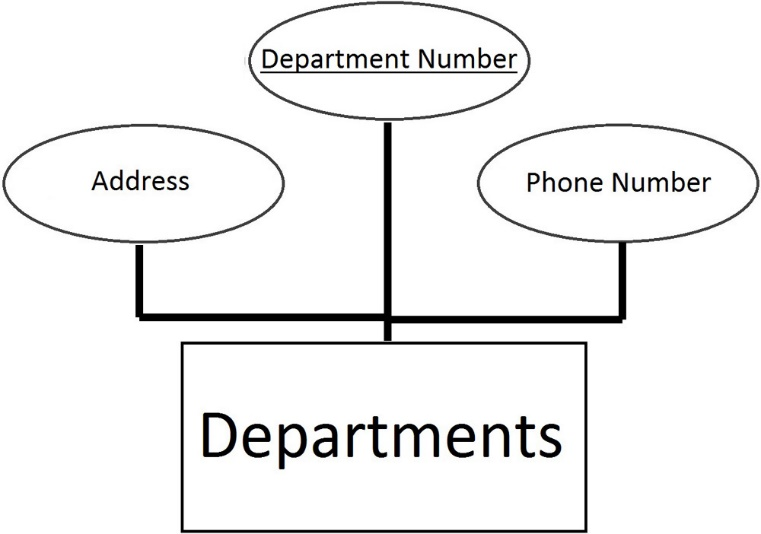 Department Number
Address
Phone Number
Departments